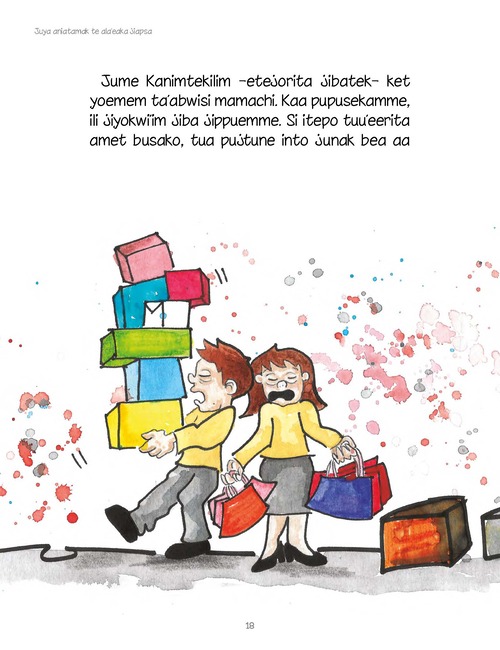 Juya aniatamak te ala'eaka jiapsa
Jume Kanimtekilim –etejorita jibatek– ket
yoemem ta'abwisi mamachi. Kaa pupusekamme,
ili jiyokwi'im jiba jippuemme. Si itepo tuu'eerita
amet busako, tua pujtune into junak bea aa
18